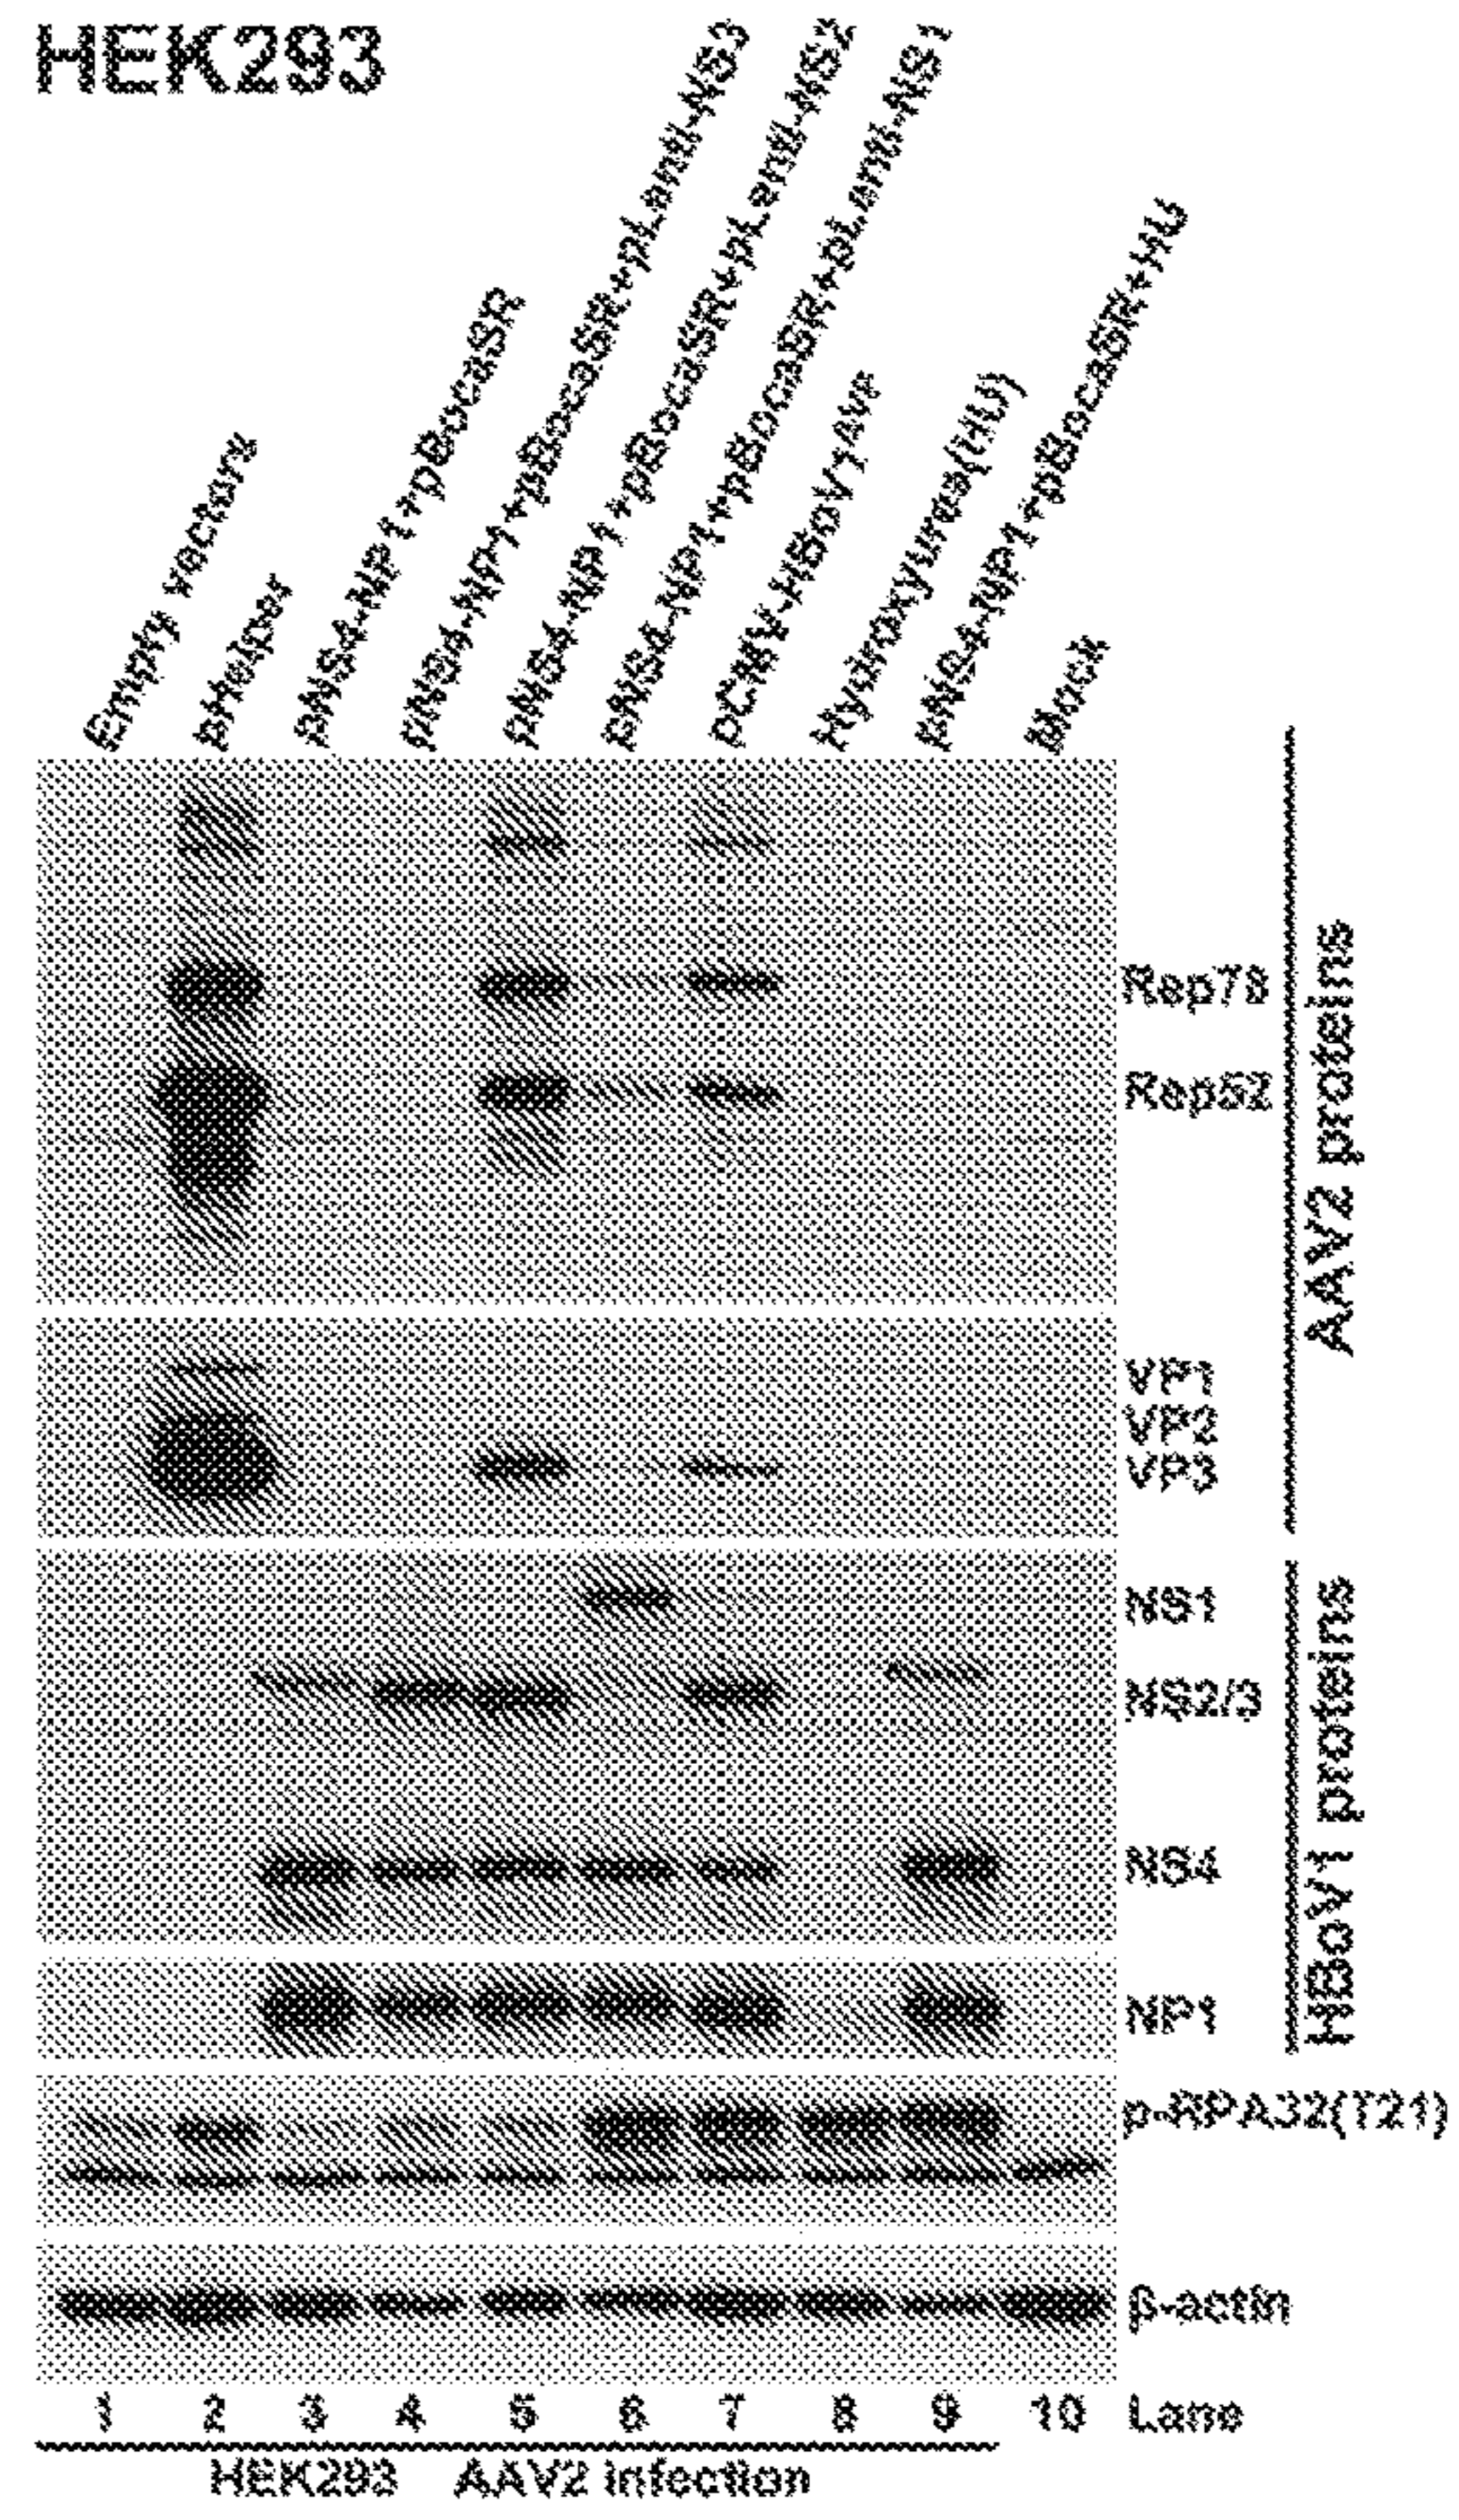 HEK293
Empty vectors
pHelper
pNS4-NP1+pBocaSR
pNS4-NP1+pBocaSR+pLenti-NS3
pNS4-NP1+pBocaSR+pLenti-NS2
pNS4-NP1+pBocaSR+pLenti-NS1
Hydroxyurea(HU)
pNS4-NP1+pBocaSR+HU
Mock
Rep78
Rep52
AAV2 proteins
VP1
VP2
VP3
NS1
NS2/3
NS4
NP1
HBoV1 proteins
p-RPA32(T21)
β-actin
1 2 3 4 5 6 7 8 9 10 Lane
HEK293 AAV2 infection